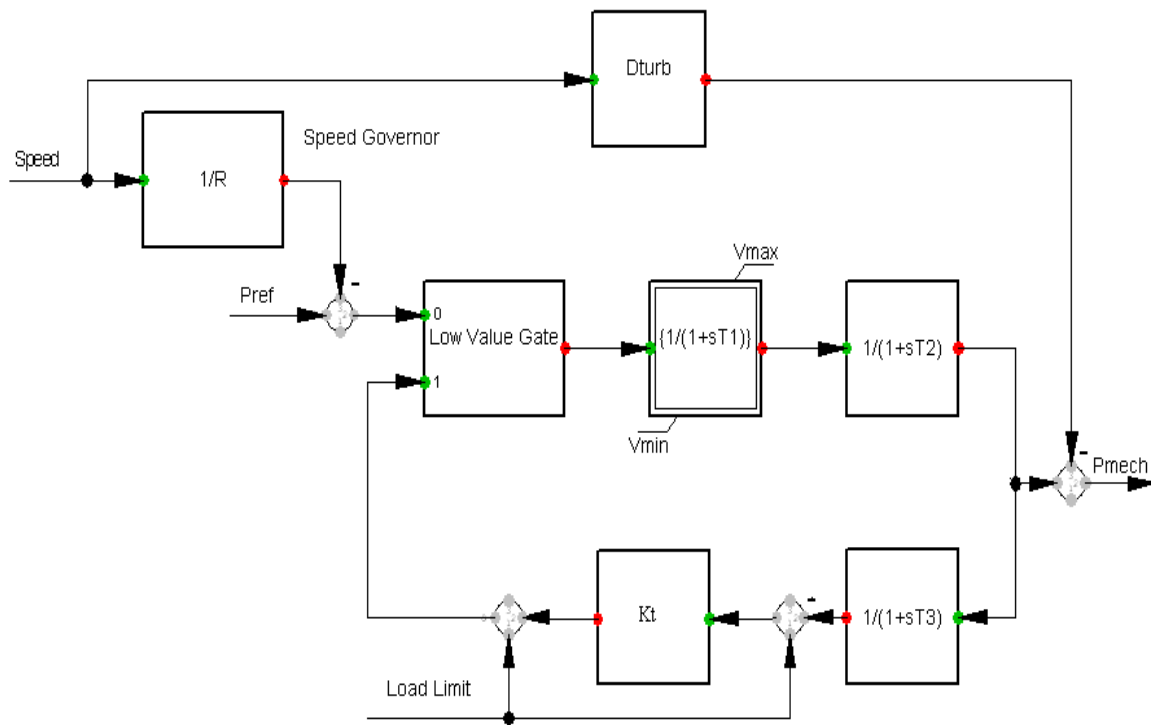 Dturb
Speed Governor
Speed
1/R
-
Vmax
Pref
0
Low Value Gate
{1/(1+sT1)}
1/(1+sT2)
1
Vmin
-
Pmech
-
Kt
1/(1+sT3)
Load Limit